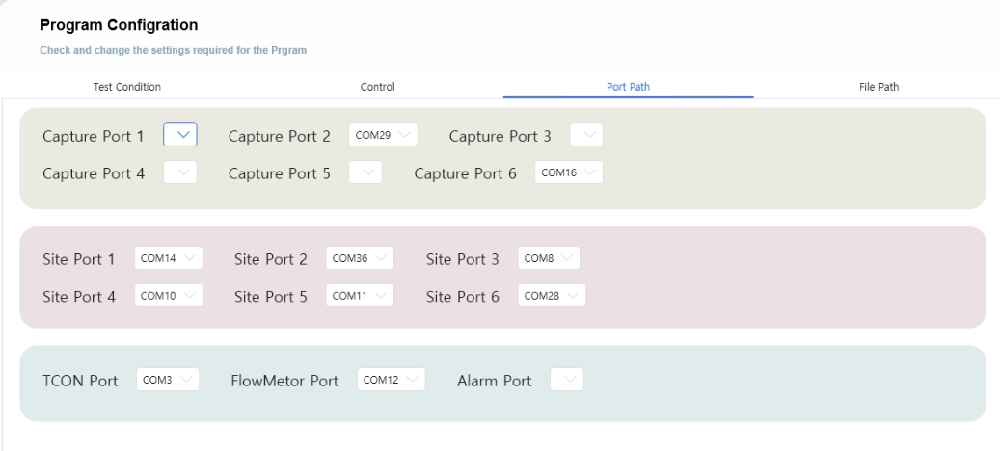 Program Configration
Check and change the settings required for the Prgram
Test Condition Control Port Path File Path
Capture Port 1 Capture Port 2 COM29 Capture Port 3
Capture Port 4 Capture Port 5 Capture Port 6 COM16
Site Port 1 COM14 Site Port 2 COM36 Site Port 3 COM8
Site Port 4 COM10 Site Port 5 COM11 Site Port 6 COM28
TCON Port COM3 FlowMetor Port COM12 Alarm Port